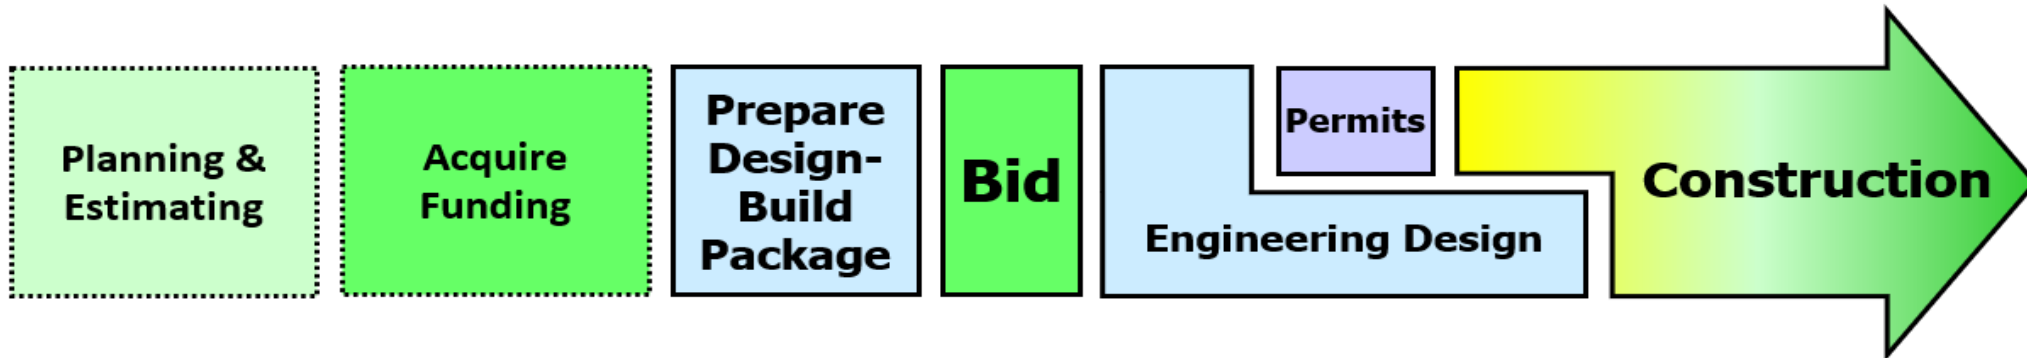 Planning &
Estimating
Acquire
Funding
Prepare
Design-
Build
Package
Bid
Permits
Engineering Design
Construction